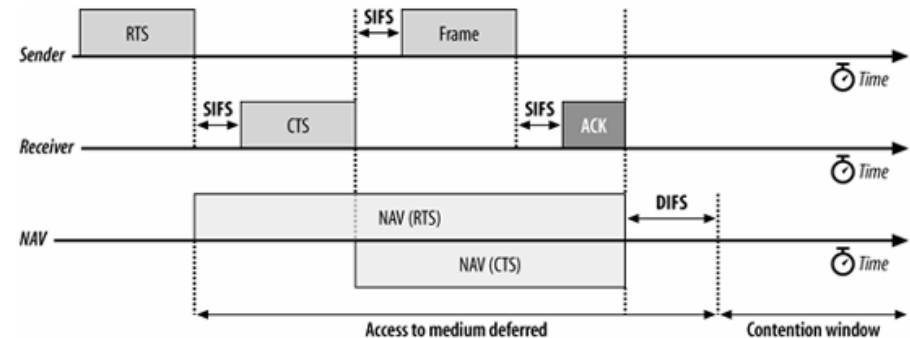 SIFS
RTS
Frame
Sender
Time
SIFS
SIFS
CTS
ACK
Receiver
Time
DIFS
NAV (RTS)
NAV
NAV (CTS)
Time
Access to medium deferred
Contention window